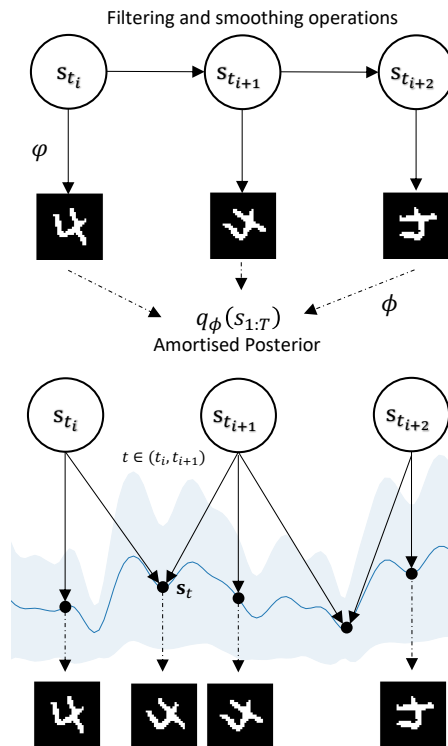 Filtering and smoothing operations
s_{t_i} s_{t_{i+1}} s_{t_{i+2}}
φ
q_ϕ(s_{1:T}) ϕ
Amortised Posterior
s_{t_i} s_{t_{i+1}} s_{t_{i+2}}
t ∈ (t_i, t_{i+1})
s_t